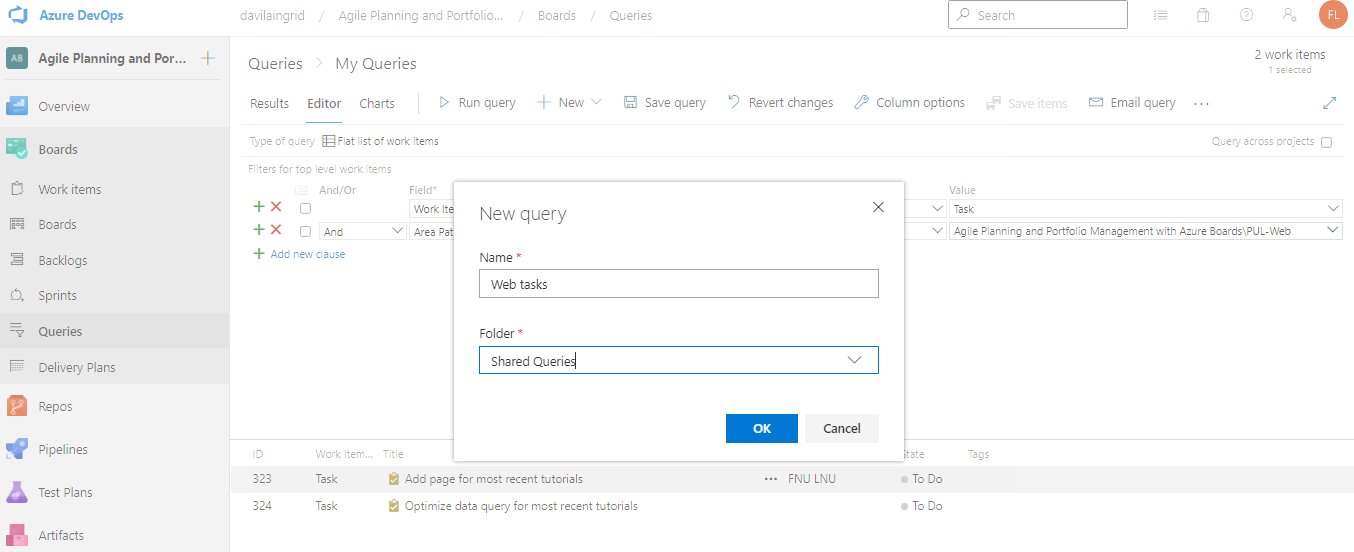 Azure DevOps davilaingrid / Agile Planning and Portfolio... / Boards / Queries Search FL
AB Agile Planning and Por...
Overview
Boards
Work items
Boards
Backlogs
Sprints
Queries
Delivery Plans
Repos
Pipelines
Test Plans
Artifacts
Queries > My Queries
2 work items
1 selected
Results Editor Charts Run query New Save query Revert changes Column options Save items Email query ...
Type of query Flat list of work items Query across projects
Filters for top level work items
And/Or Field* Value
Work Ite Task
And Area Pat Agile Planning and Portfolio Management with Azure Boards\PUL-Web
Add new clause
New query
Name *
Web tasks
Folder *
Shared Queries
OK Cancel
ID Work Item... Title State Tags
323 Task Add page for most recent tutorials ... FNU LNU To Do
324 Task Optimize data query for most recent tutorials To Do